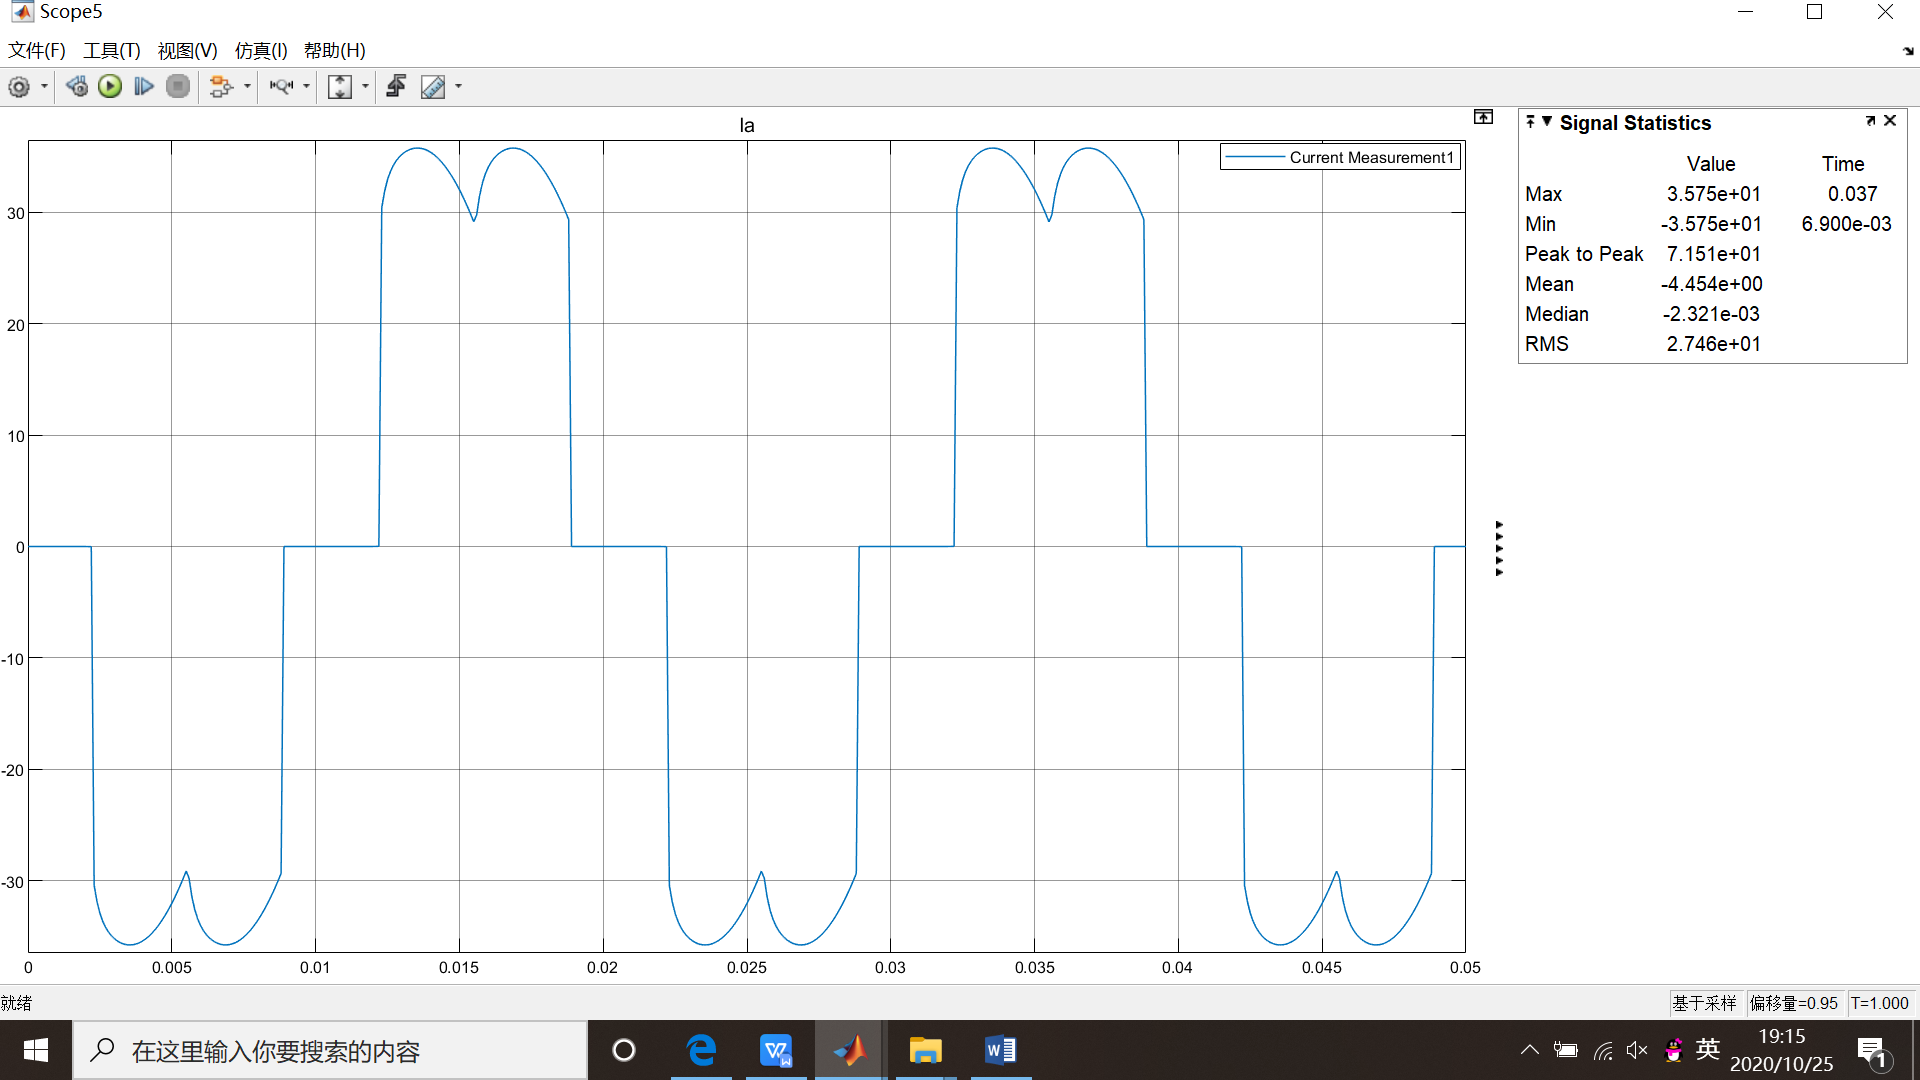 Scope5
文件(F) 工具(T) 视图(V) 仿真(I) 帮助(H)
Ia
Current Measurement1
30
20
10
0
-10
-20
-30
0 0.005 0.01 0.015 0.02 0.025 0.03 0.035 0.04 0.045 0.05
Signal Statistics
Value Time
Max 3.575e+01 0.037
Min -3.575e+01 6.900e-03
Peak to Peak 7.151e+01
Mean -4.454e+00
Median -2.321e-03
RMS 2.746e+01
就绪
基于采样 偏移量=0.95 T=1.000
在这里输入你要搜索的内容
英
19:15
2020/10/25
1